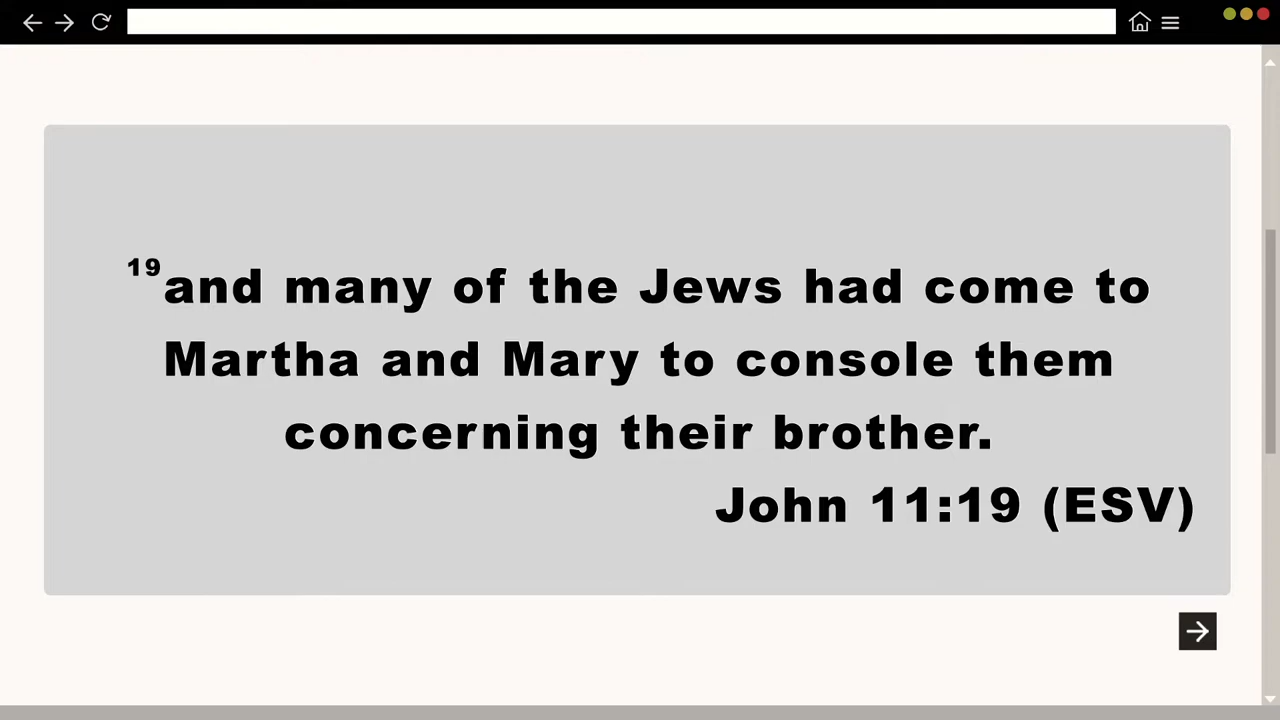 19and many of the Jews had come to
Martha and Mary to console them
concerning their brother.
John 11:19 (ESV)